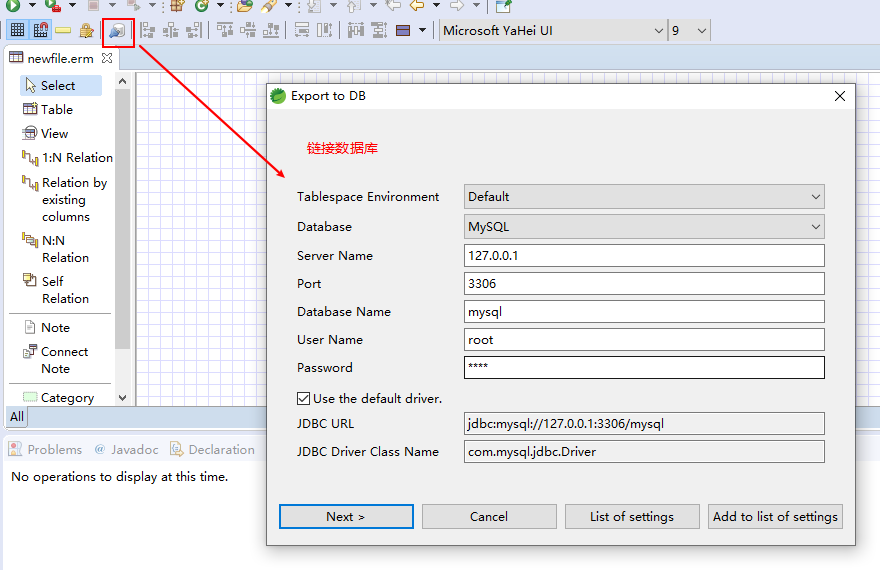 Microsoft YaHei UI
9
newfile.erm
Select
Table
View
1:N Relation
Relation by
existing
columns
N:N
Relation
Self
Relation
Note
Connect
Note
Category
All
Problems
@ Javadoc
Declaration
No operations to display at this time.
Export to DB
链接数据库
Tablespace Environment
Default
Database
MySQL
Server Name
127.0.0.1
Port
3306
Database Name
mysql
User Name
root
Password
****
Use the default driver.
JDBC URL
jdbc:mysql://127.0.0.1:3306/mysql
JDBC Driver Class Name
com.mysql.jdbc.Driver
Next >
Cancel
List of settings
Add to list of settings